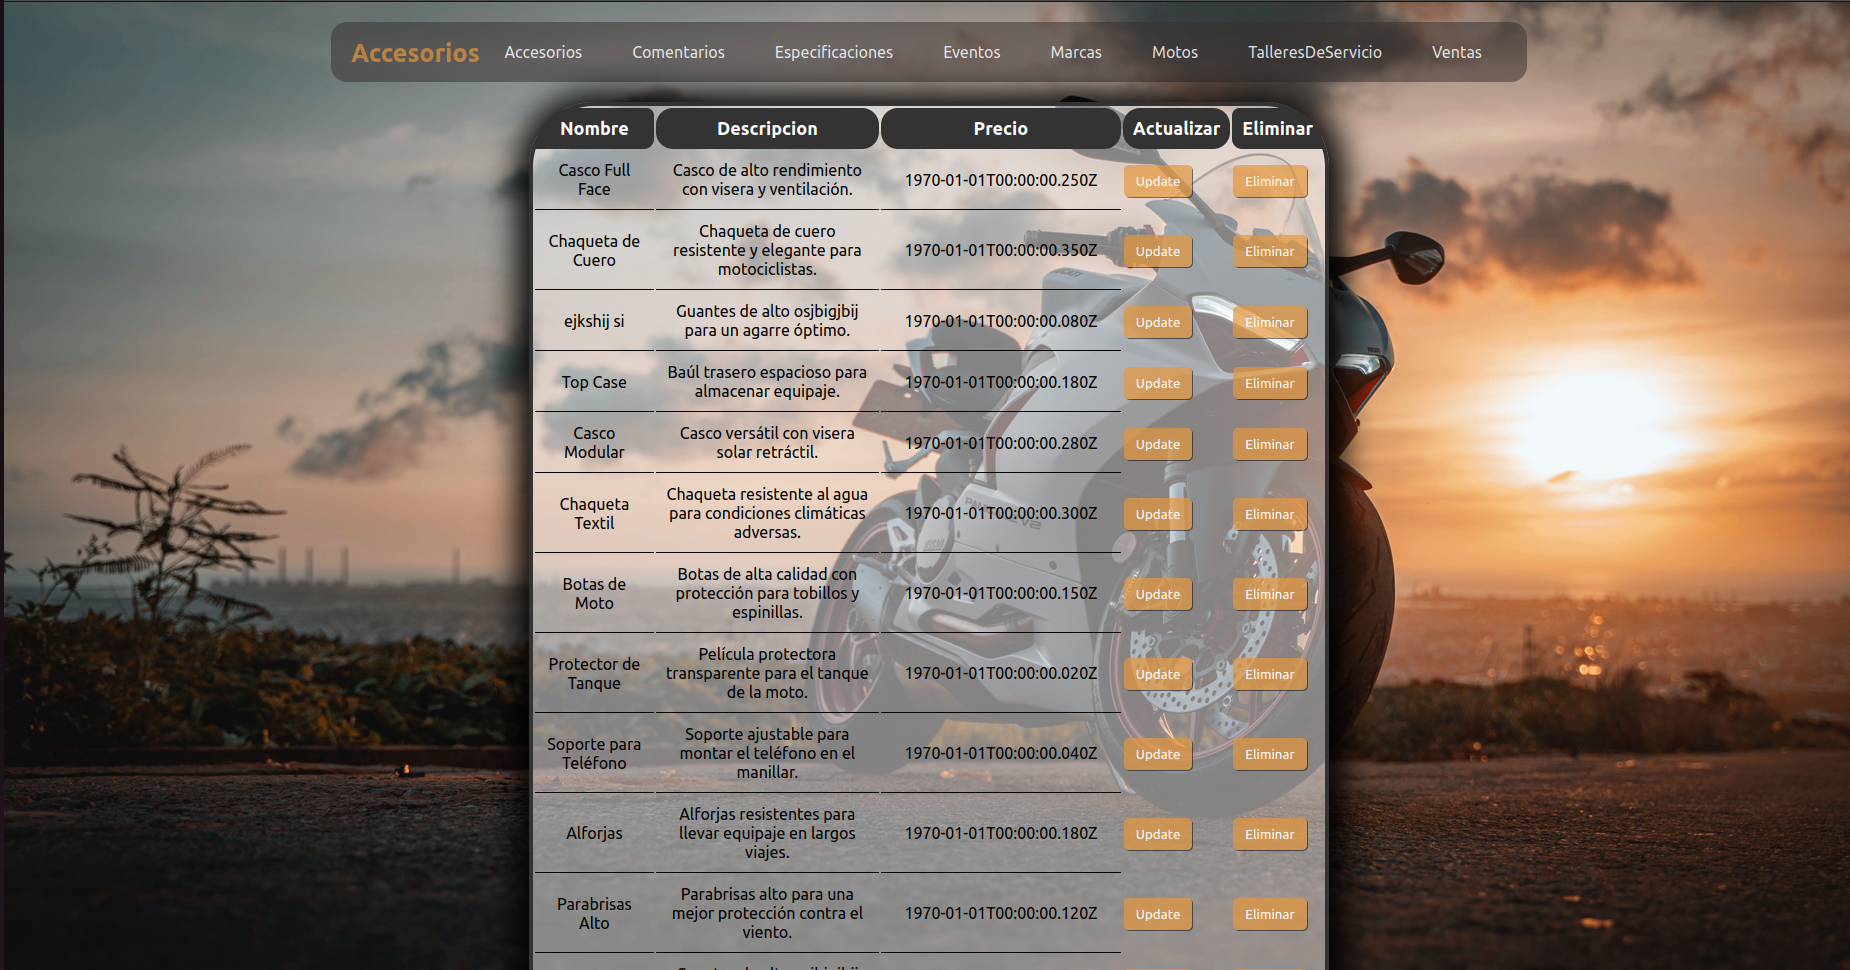 Accesorios Accesorios Comentarios Especificaciones Eventos Marcas Motos TalleresDeServicio Ventas
Nombre Descripcion Precio Actualizar Eliminar
Casco Full
Face
Casco de alto rendimiento
con visera y ventilación.
1970-01-01T00:00:00.250Z
Update
Eliminar
Chaqueta de
Cuero
Chaqueta de cuero
resistente y elegante para
motociclistas.
1970-01-01T00:00:00.350Z
Update
Eliminar
ejkshij si
Guantes de alto osjbigjbij
para un agarre óptimo.
1970-01-01T00:00:00.080Z
Update
Eliminar
Top Case
Baúl trasero espacioso para
almacenar equipaje.
1970-01-01T00:00:00.180Z
Update
Eliminar
Casco
Modular
Casco versátil con visera
solar retráctil.
1970-01-01T00:00:00.280Z
Update
Eliminar
Chaqueta
Textil
Chaqueta resistente al agua
para condiciones climáticas
adversas.
1970-01-01T00:00:00.300Z
Update
Eliminar
Botas de
Moto
Botas de alta calidad con
protección para tobillos y
espinillas.
1970-01-01T00:00:00.150Z
Update
Eliminar
Protector de
Tanque
Película protectora
transparente para el tanque
de la moto.
1970-01-01T00:00:00.020Z
Update
Eliminar
Soporte para
Teléfono
Soporte ajustable para
montar el teléfono en el
manillar.
1970-01-01T00:00:00.040Z
Update
Eliminar
Alforjas
Alforjas resistentes para
llevar equipaje en largos
viajes.
1970-01-01T00:00:00.180Z
Update
Eliminar
Parabrisas
Alto
Parabrisas alto para una
mejor protección contra el
viento.
1970-01-01T00:00:00.120Z
Update
Eliminar